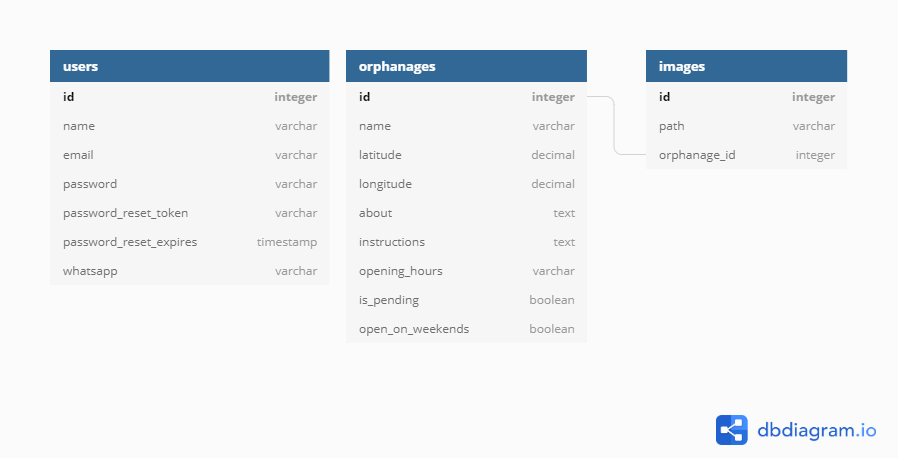 users
id integer
name varchar
email varchar
password varchar
password_reset_token varchar
password_reset_expires timestamp
whatsapp varchar
orphanages
id integer
name varchar
latitude decimal
longitude decimal
about text
instructions text
opening_hours varchar
is_pending boolean
open_on_weekends boolean
images
id integer
path varchar
orphanage_id integer
dbdiagram.io